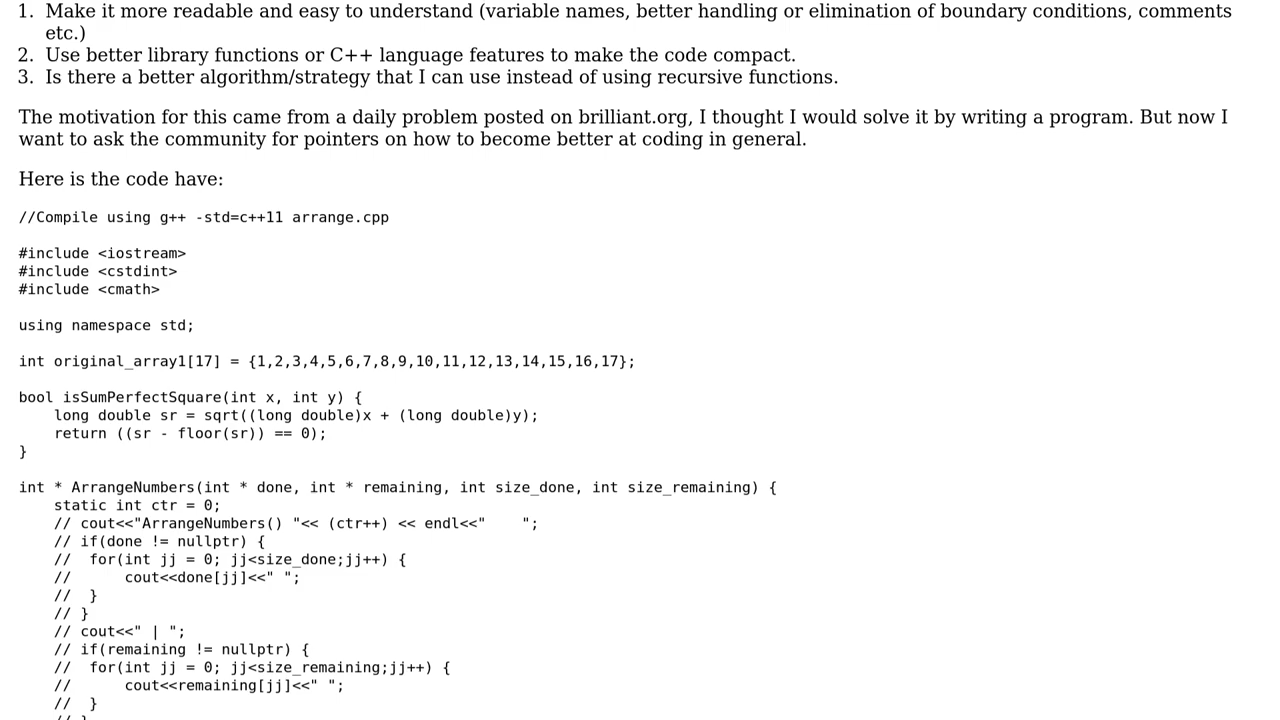 1. Make it more readable and easy to understand (variable names, better handling or elimination of boundary conditions, comments
etc.)
2. Use better library functions or C++ language features to make the code compact.
3. Is there a better algorithm/strategy that I can use instead of using recursive functions.
The motivation for this came from a daily problem posted on brilliant.org, I thought I would solve it by writing a program. But now I
want to ask the community for pointers on how to become better at coding in general.
Here is the code have:
//Compile using g++ -std=c++11 arrange.cpp
#include <iostream>
#include <cstdint>
#include <cmath>
using namespace std;
int original_array1[17] = {1,2,3,4,5,6,7,8,9,10,11,12,13,14,15,16,17};
bool isSumPerfectSquare(int x, int y) {
    long double sr = sqrt((long double)x + (long double)y);
    return ((sr - floor(sr)) == 0);
}
int * ArrangeNumbers(int * done, int * remaining, int size_done, int size_remaining) {
    static int ctr = 0;
    // cout<<"ArrangeNumbers() "<< (ctr++) << endl<<"    ";
    // if(done != nullptr) {
    //  for(int jj = 0; jj<size_done;jj++) {
    //      cout<<done[jj]<<" ";
    //  }
    // }
    // cout<<" | ";
    // if(remaining != nullptr) {
    //  for(int jj = 0; jj<size_remaining;jj++) {
    //      cout<<remaining[jj]<<" ";
    //  }
    // }